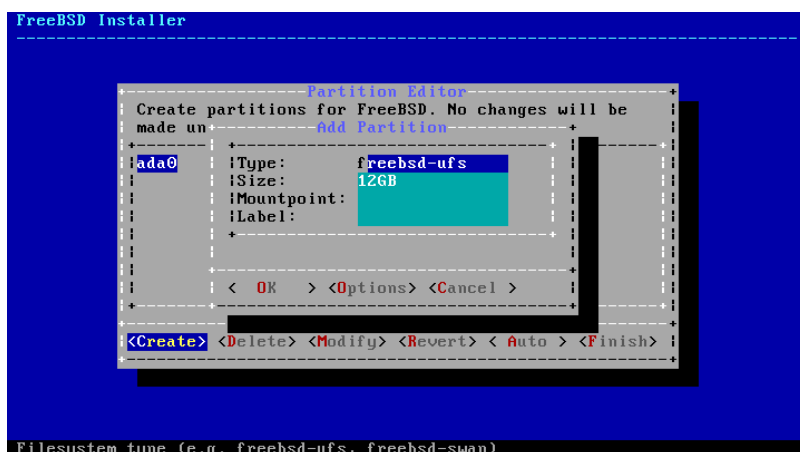 FreeBSD Installer
Partition Editor
Create partitions for FreeBSD. No changes will be
made un
Add Partition
ada0
Type: freebsd-ufs
Size: 12GB
Mountpoint:
Label:
< OK > <Options> <Cancel >
<Create> <Delete> <Modify> <Revert> < Auto > <Finish>
Filesystem type (e.g. freebsd-ufs, freebsd-swap)